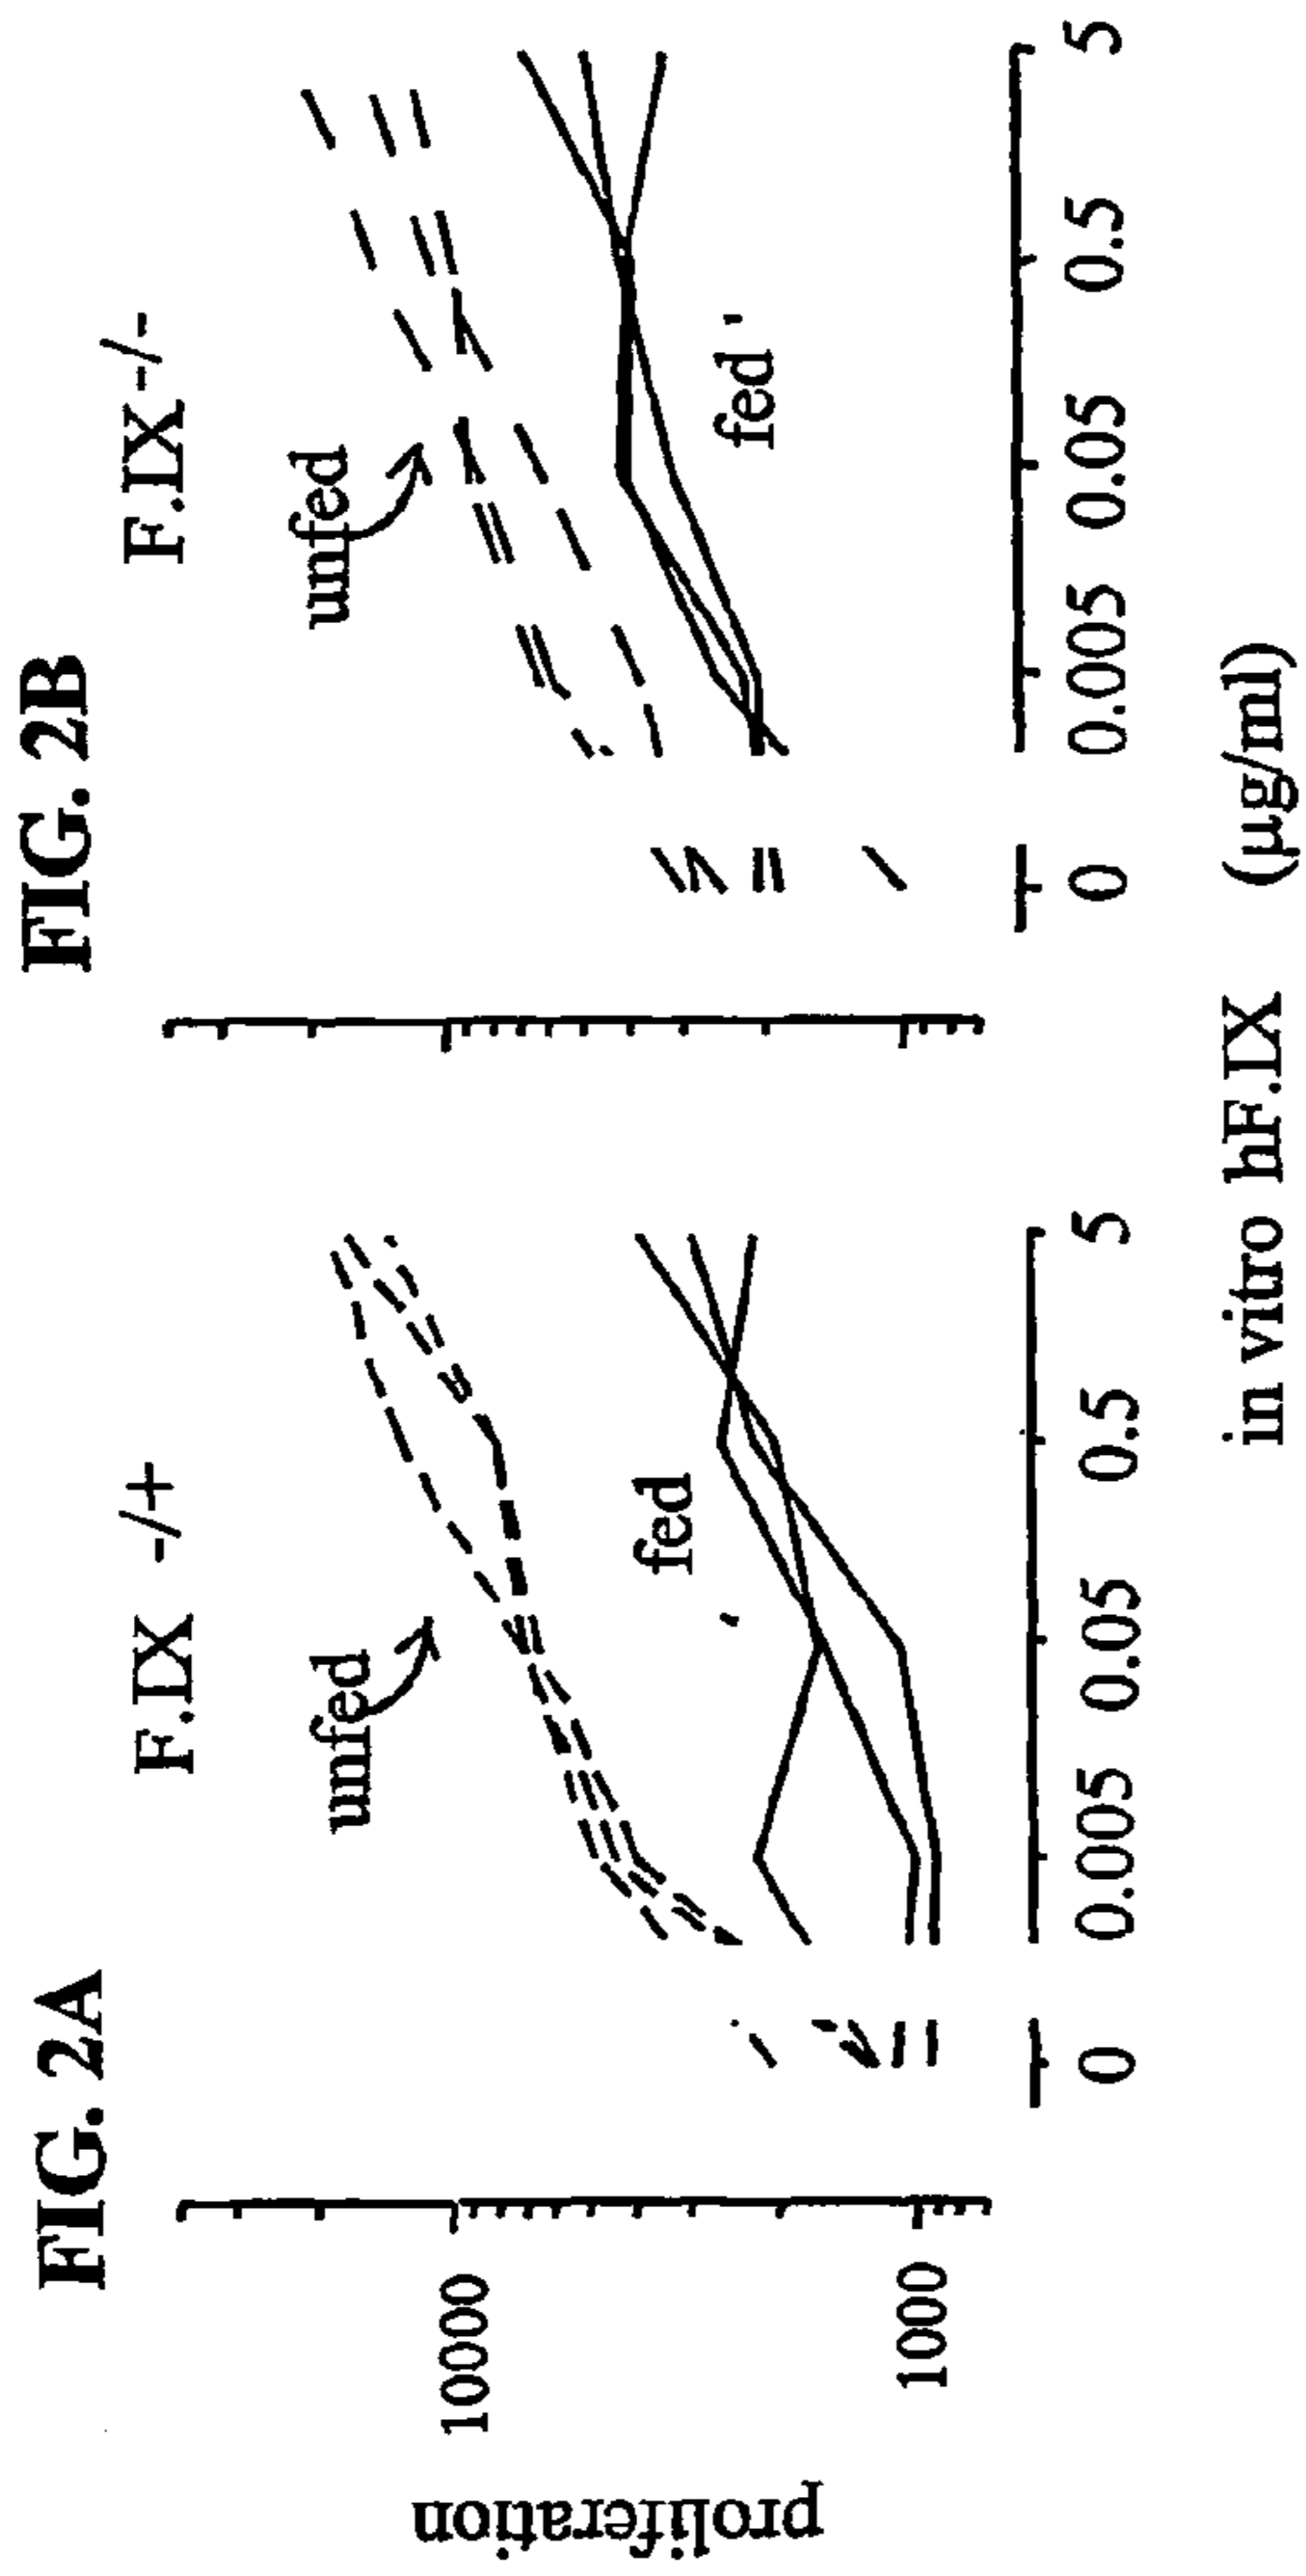 FIG. 2A
F.IX -/+
unfed
fed
proliferation
10000
1000
0 0.005 0.05 0.5 5
FIG. 2B
F.IX -/-
unfed
fed
0 0.005 0.05 0.5 5
in vitro hF.IX (µg/ml)